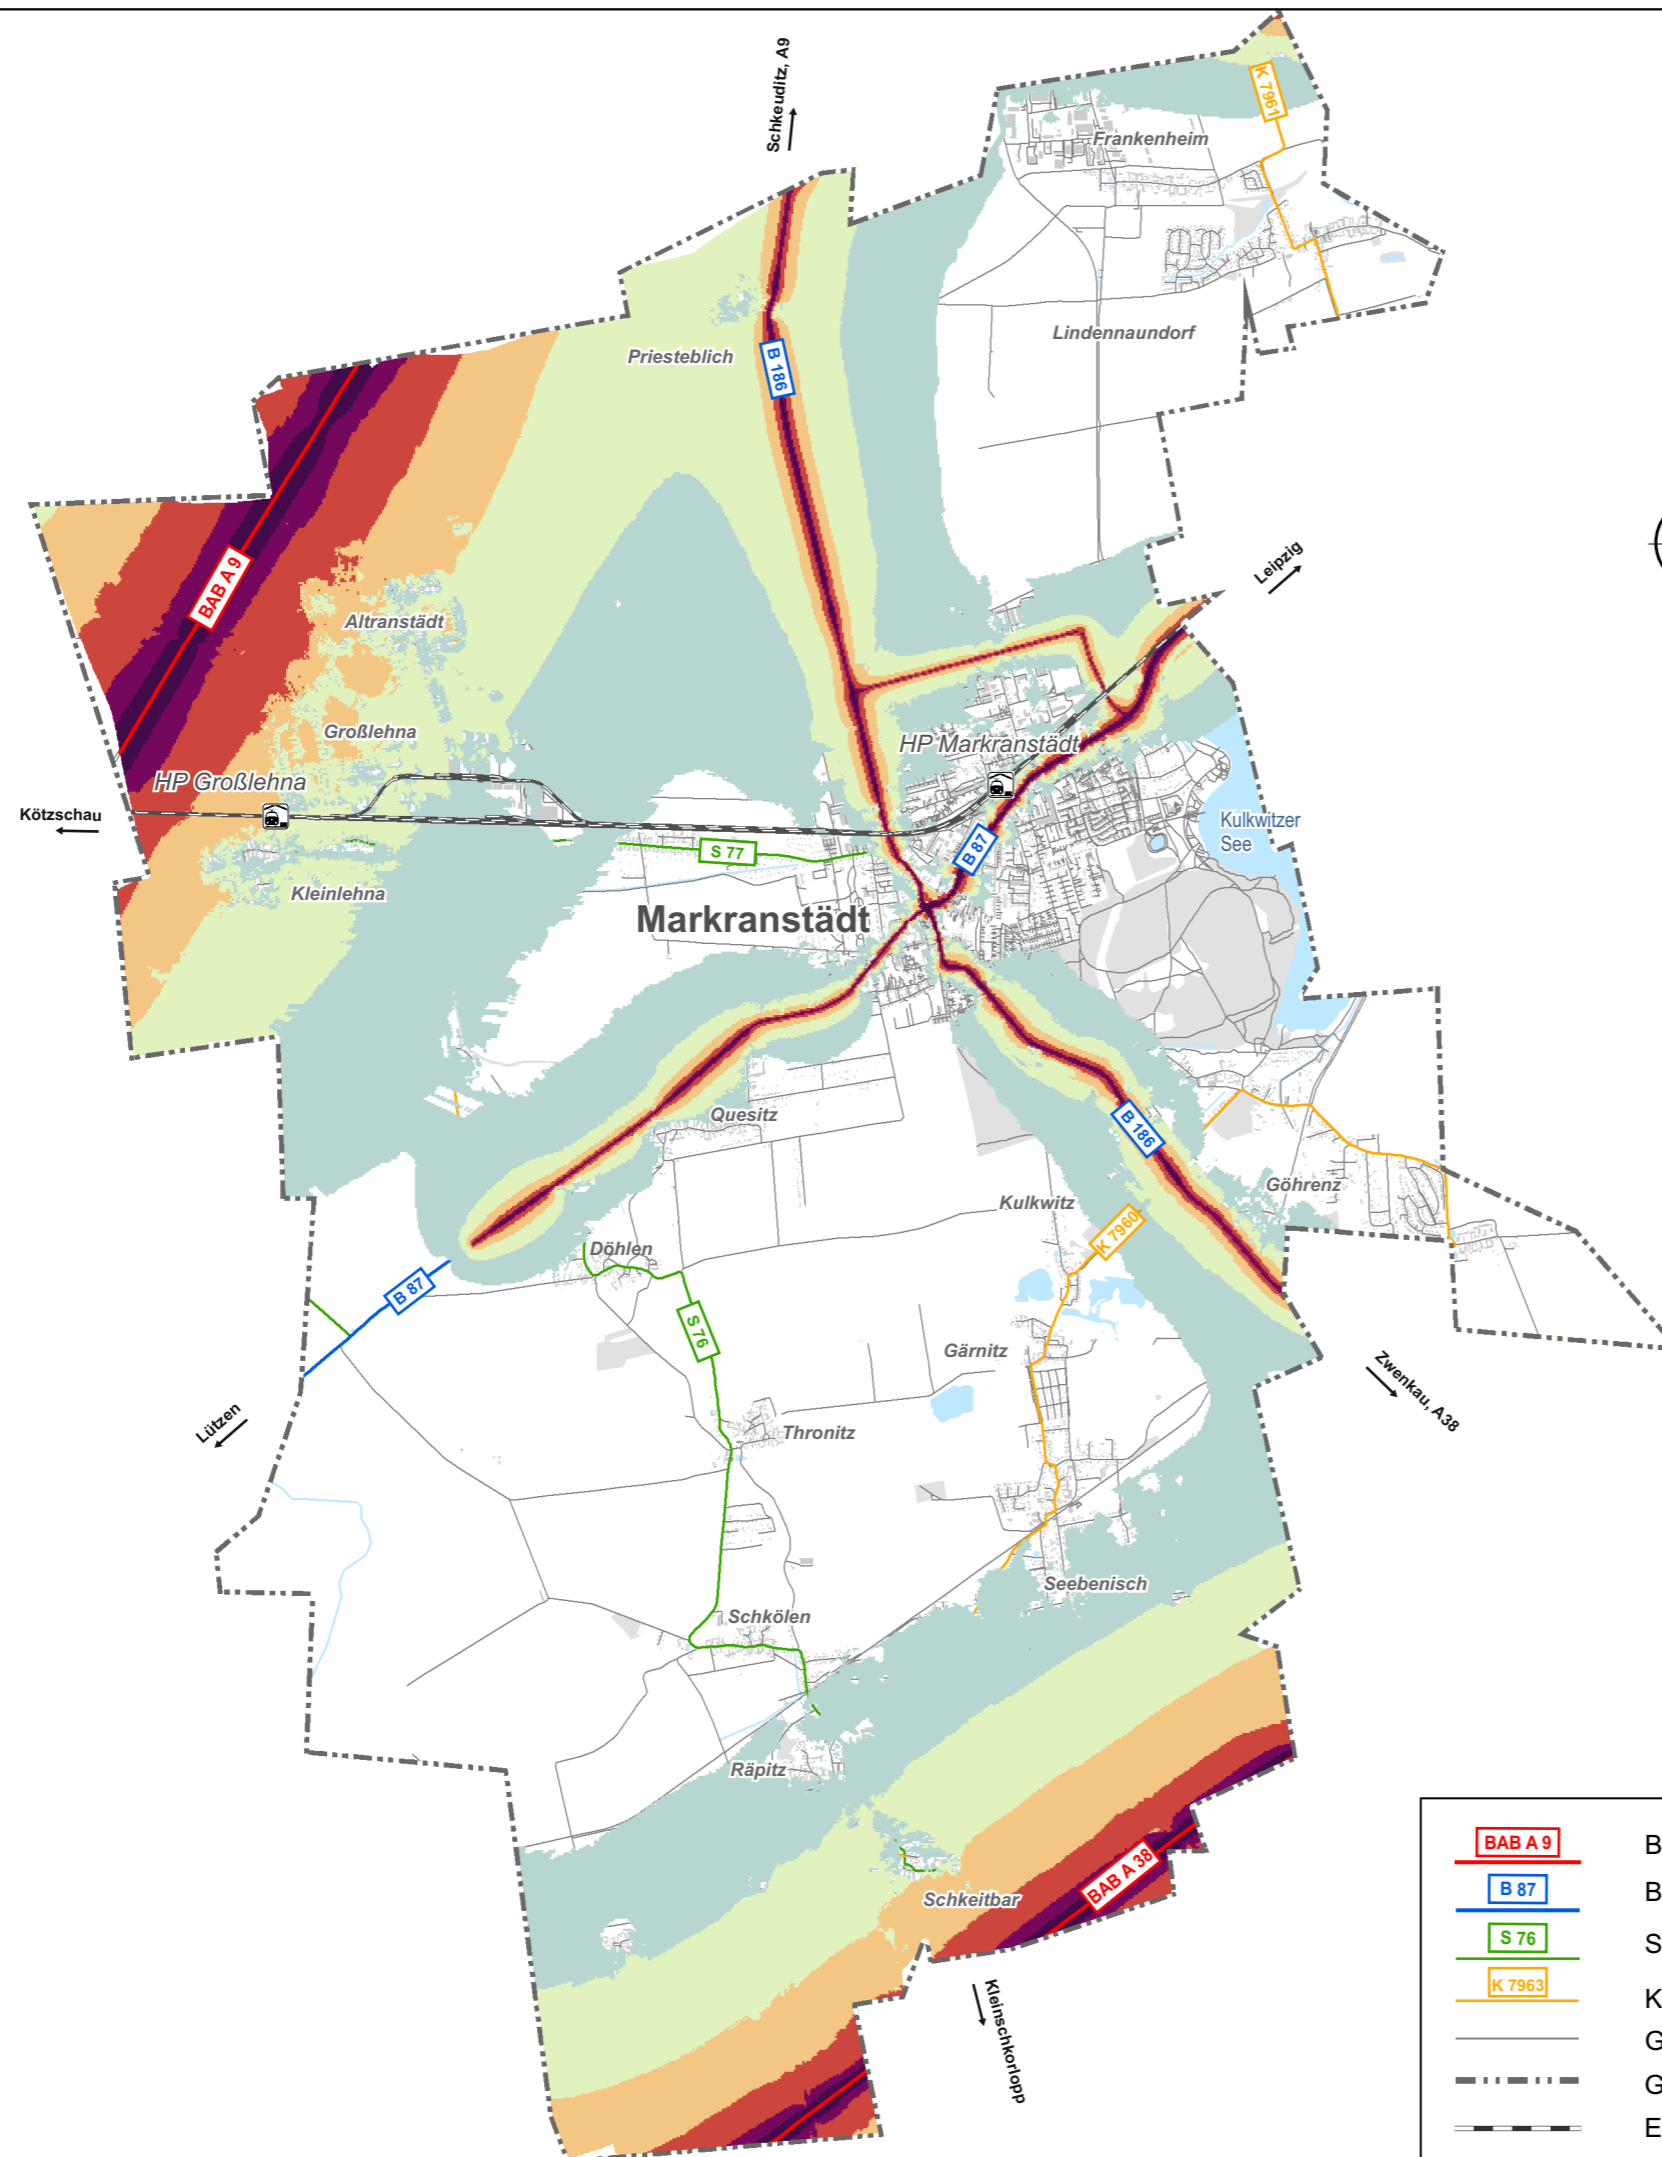 Schkeuditz, A9
K 7961
Frankenheim
Lindennaundorf
Priesteblich
B 186
Leipzig
BAB A 9
Altranstädt
Großlehna
HP Markranstädt
HP Großlehna
Kötzschau
Kulkwitzer
See
S 77
B 87
Kleinlehna
Markranstädt
Quesitz
B 186
Göhrenz
Kulkwitz
K 7960
Döhlen
B 87
S 76
Gärnitz
Zwenkau, A38
Lützen
Thronitz
Seebenisch
Schkölen
Räpitz
BAB A 38
Schkeitbar
Kleinschkorlopp
BAB A 9 B
B 87 B
S 76 S
K 7963 K
G
G
E